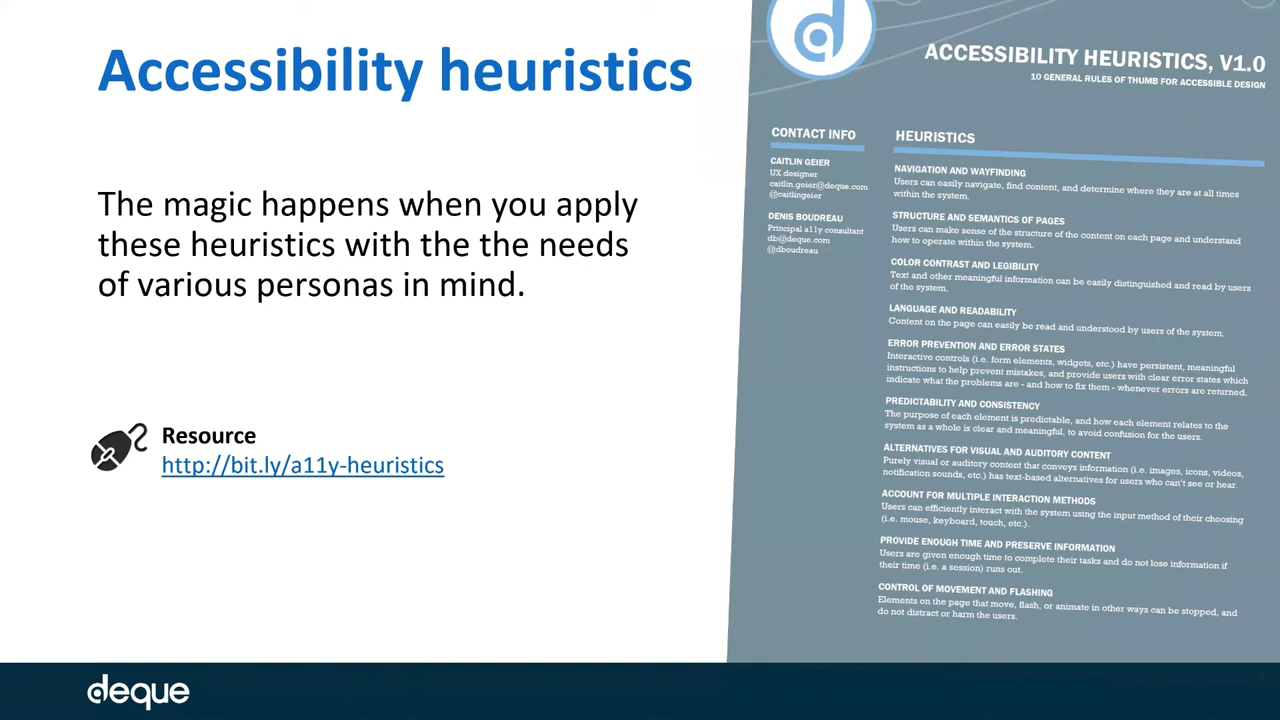 Accessibility heuristics
The magic happens when you apply
these heuristics with the the needs
of various personas in mind.
Resource
http://bit.ly/a11y-heuristics
deque
d
ACCESSIBILITY HEURISTICS, V1.0
10 GENERAL RULES OF THUMB FOR ACCESSIBLE DESIGN
CONTACT INFO
CAITLIN GEIER
UX designer
caitlin.geier@deque.com
@caitlingeier
DENIS BOUDREAU
Principal a11y consultant
db@deque.com
@dboudreau
HEURISTICS
NAVIGATION AND WAYFINDING
Users can easily navigate, find content, and determine where they are at all times
within the system.
STRUCTURE AND SEMANTICS OF PAGES
Users can make sense of the structure of the content on each page and understand
how to operate within the system.
COLOR CONTRAST AND LEGIBILITY
Text and other meaningful information can be easily distinguished and read by users
of the system.
LANGUAGE AND READABILITY
Content on the page can easily be read and understood by users of the system.
ERROR PREVENTION AND ERROR STATES
Interactive controls (i.e. form elements, widgets, etc.) have persistent, meaningful
instructions to help prevent mistakes, and provide users with clear error states which
indicate what the problems are - and how to fix them - whenever errors are returned.
PREDICTABILITY AND CONSISTENCY
The purpose of each element is predictable, and how each element relates to the
system as a whole is clear and meaningful, to avoid confusion for the users.
ALTERNATIVES FOR VISUAL AND AUDITORY CONTENT
Purely visual or auditory content that conveys information (i.e. images, icons, videos,
notification sounds, etc.) has text-based alternatives for users who can't see or hear.
ACCOUNT FOR MULTIPLE INTERACTION METHODS
Users can efficiently interact with the system using the input method of their choosing
(i.e. mouse, keyboard, touch, etc.).
PROVIDE ENOUGH TIME AND PRESERVE INFORMATION
Users are given enough time to complete their tasks and do not lose information if
their time (i.e. a session) runs out.
CONTROL OF MOVEMENT AND FLASHING
Elements on the page that move, flash, or animate in other ways can be stopped, and
do not distract or harm the users.